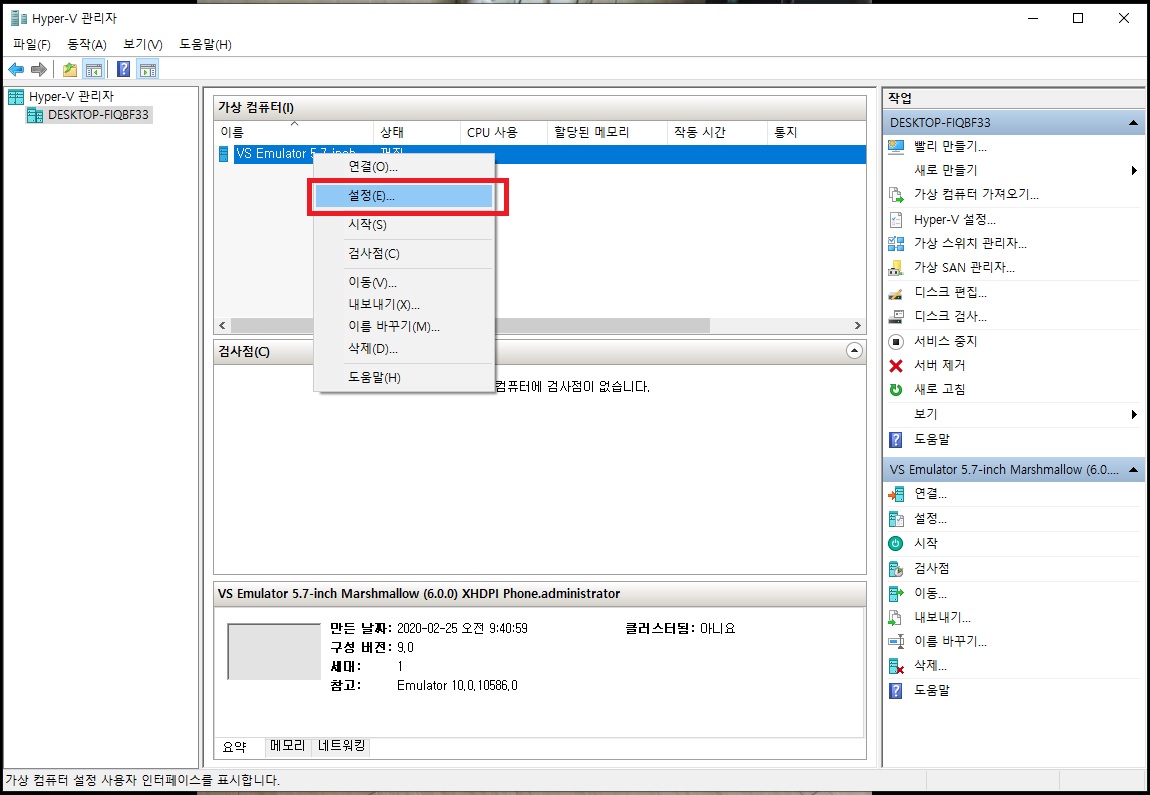 Hyper-V 관리자
파일(F) 동작(A) 보기(V) 도움말(H)
Hyper-V 관리자
DESKTOP-FIQBF33
가상 컴퓨터(I)
이름 상태 CPU 사용 할당된 메모리 작동 시간 통지
VS Emulator 5.7-inch
연결(O)...
설정(E)...
시작(S)
검사점(C)
이동(V)...
내보내기(X)...
이름 바꾸기(M)...
삭제(D)...
도움말(H)
검사점(C)
컴퓨터에 검사점이 없습니다.
VS Emulator 5.7-inch Marshmallow (6.0.0) XHDPI Phone.administrator
만든 날짜: 2020-02-25 오전 9:40:59 클러스터됨: 아니요
구성 버전: 9.0
세대: 1
참고: Emulator 10.0.10586.0
요약 메모리 네트워킹
작업
DESKTOP-FIQBF33
빨리 만들기...
새로 만들기
가상 컴퓨터 가져오기...
Hyper-V 설정...
가상 스위치 관리자...
가상 SAN 관리자...
디스크 편집...
디스크 검사...
서비스 중지
서버 제거
새로 고침
보기
도움말
VS Emulator 5.7-inch Marshmallow (6.0....
연결...
설정...
시작
검사점
이동...
내보내기...
이름 바꾸기...
삭제...
도움말
가상 컴퓨터 설정 사용자 인터페이스를 표시합니다.